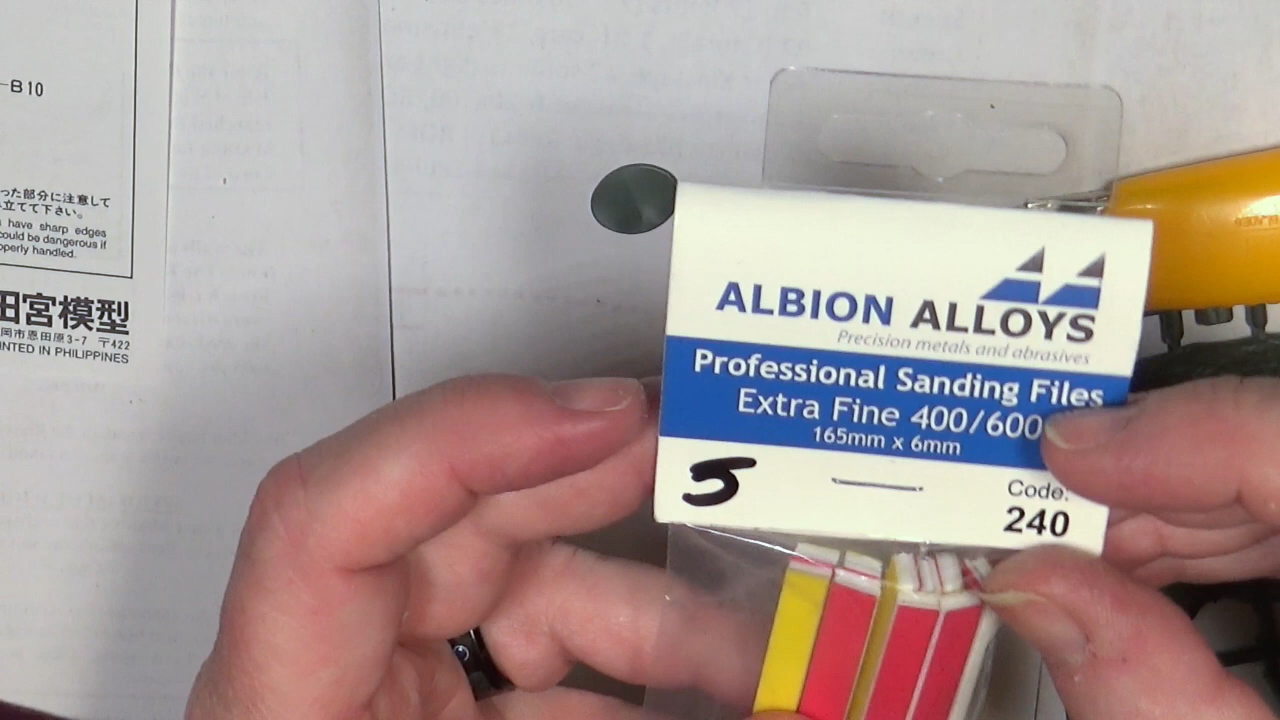 -B10
った部分に注意して
立てて下さい。
have sharp edges
could be dangerous if
operly handled.
田宮模型
岡市恩田原3-7 〒422
INTED IN PHILIPPINES
ALBION ALLOYS
Precision metals and abrasives
Professional Sanding Files
Extra Fine 400/600
165mm x 6mm
5
Code:
240